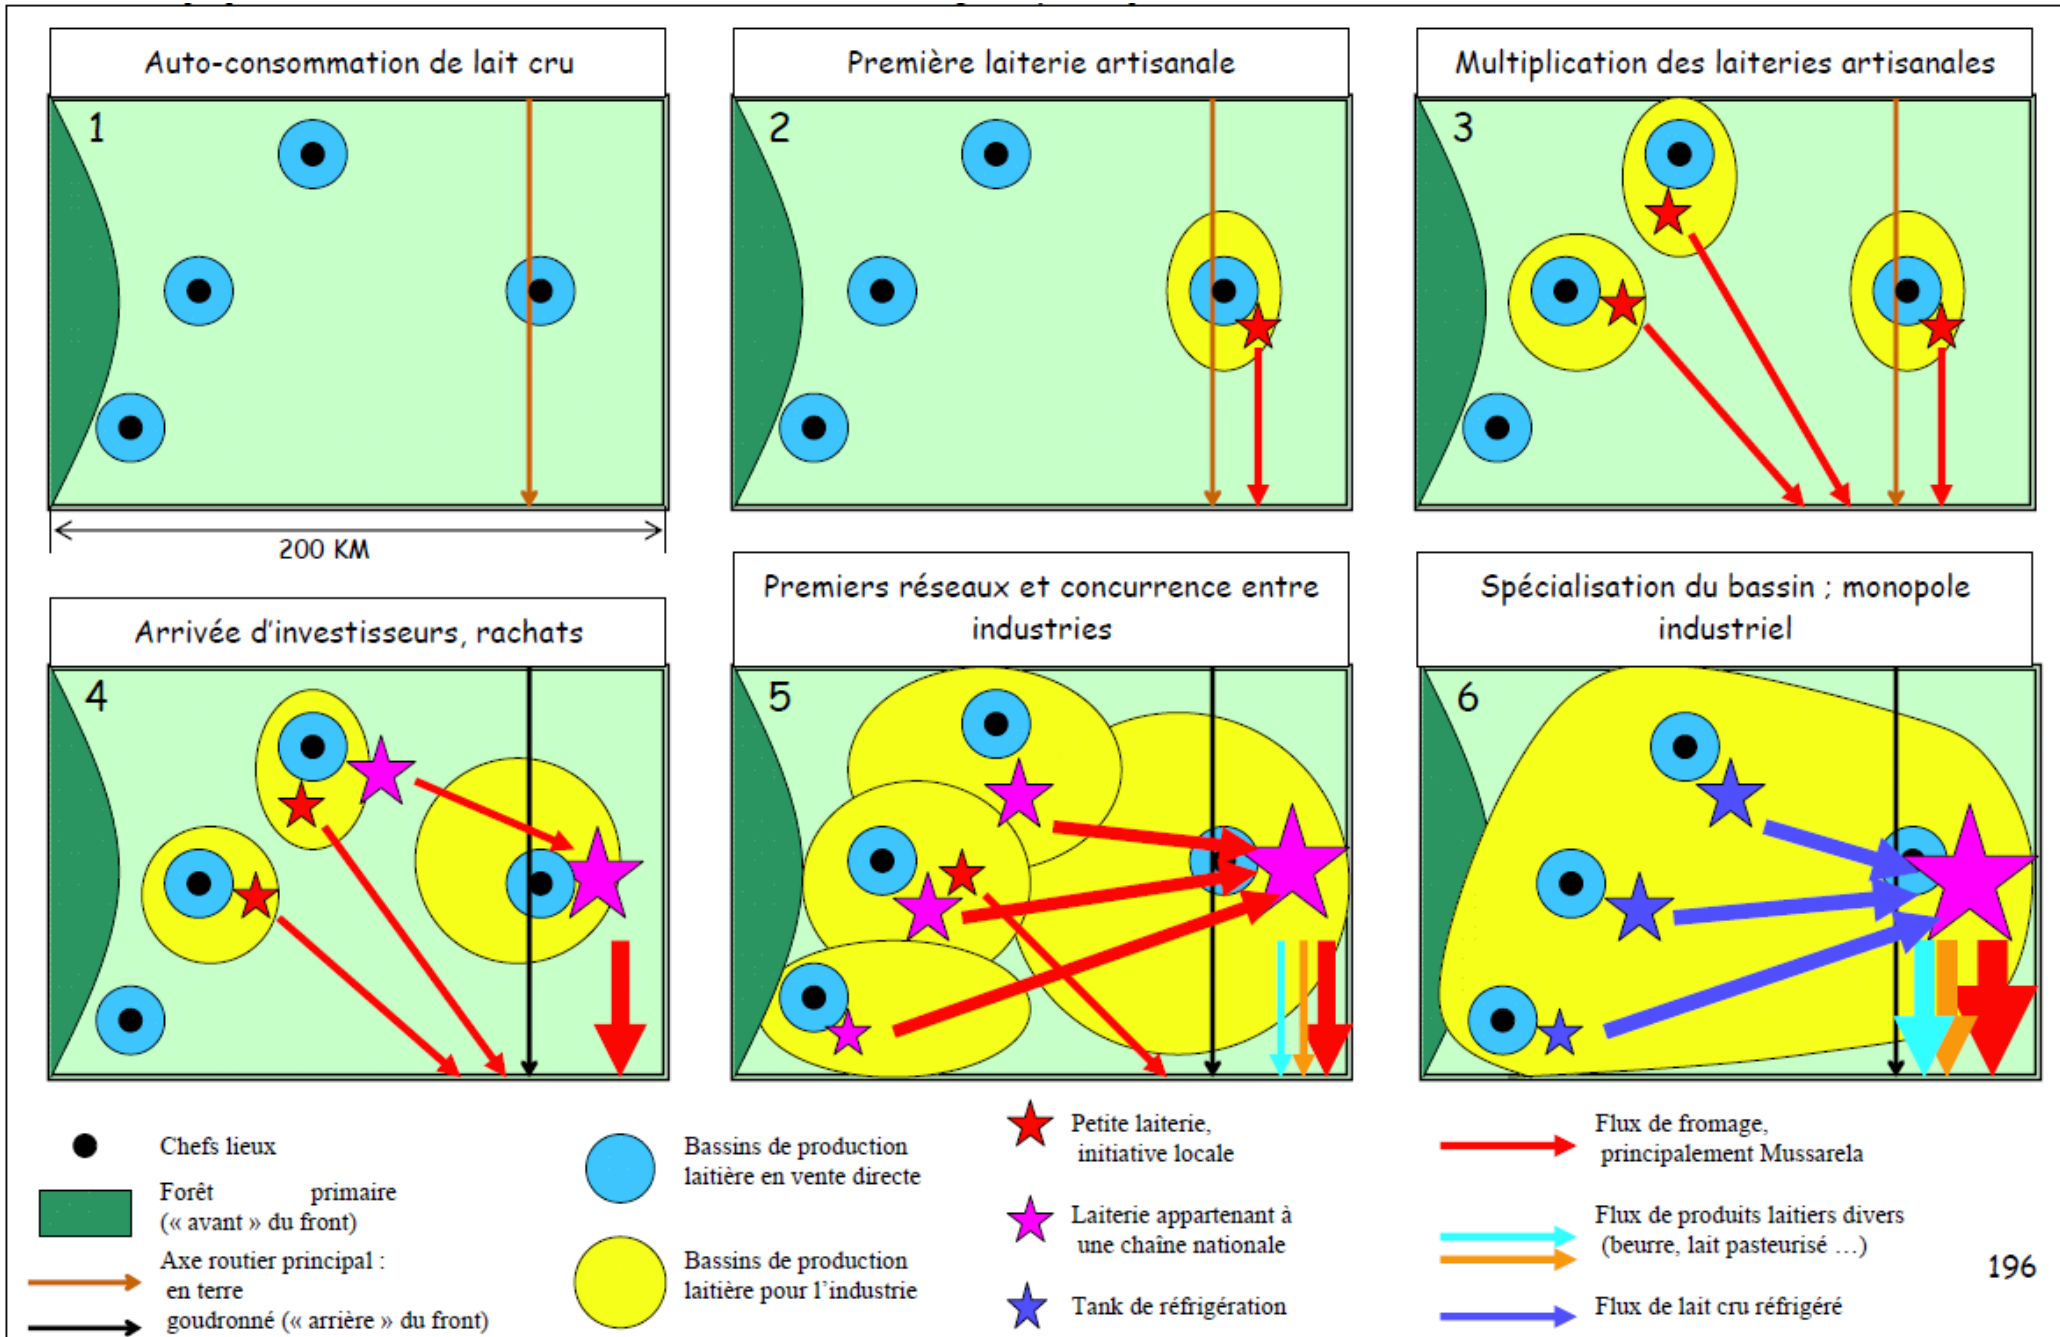 Auto-consommation de lait cru
Première laiterie artisanale
Multiplication des laiteries artisanales
1
2
3
200 KM
Arrivée d'investisseurs, rachats
Premiers réseaux et concurrence entre
industries
Spécialisation du bassin ; monopole
industriel
4
5
6
Chefs lieux
Forêt primaire
(« avant » du front)
Axe routier principal :
en terre
goudronné (« arrière » du front)
Bassins de production
laitière en vente directe
Bassins de production
laitière pour l'industrie
Petite laiterie,
initiative locale
Laiterie appartenant à
une chaîne nationale
Tank de réfrigération
Flux de fromage,
principalement Mussarela
Flux de produits laitiers divers
(beurre, lait pasteurisé …)
Flux de lait cru réfrigéré
196